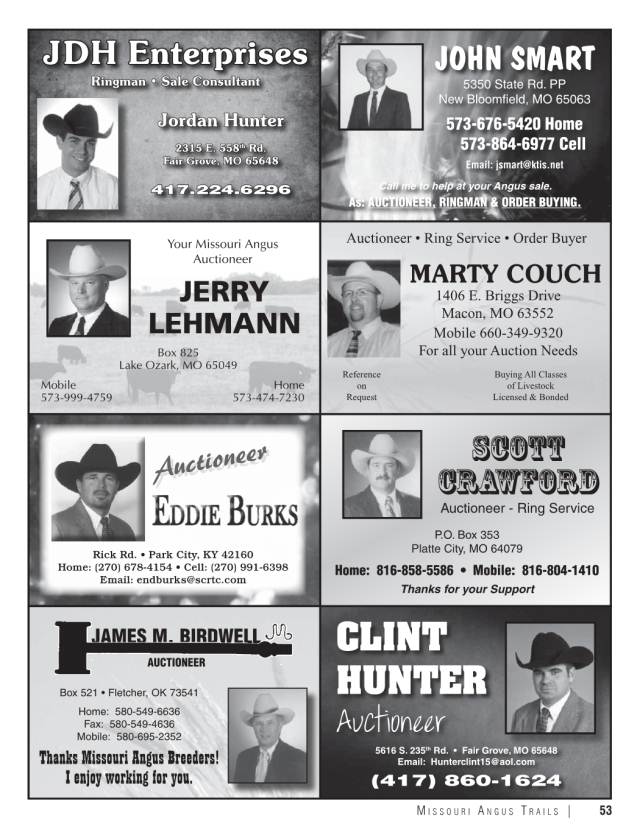 JDH Enterprises
Ringman • Sale Consultant
Jordan Hunter
2315 E. 558th Rd.
Fair Grove, MO 65648
417.224.6296
JOHN SMART
5350 State Rd. PP
New Bloomfield, MO 65063
573-676-5420 Home
573-864-6977 Cell
Email: jsmart@ktis.net
Call me to help at your Angus sale.
As: AUCTIONEER, RINGMAN & ORDER BUYING.
Your Missouri Angus
Auctioneer
JERRY
LEHMANN
Box 825
Lake Ozark, MO 65049
Mobile
573-999-4759
Home
573-474-7230
Auctioneer • Ring Service • Order Buyer
MARTY COUCH
1406 E. Briggs Drive
Macon, MO 63552
Mobile 660-349-9320
For all your Auction Needs
Reference
on
Request
Buying All Classes
of Livestock
Licensed & Bonded
Auctioneer
EDDIE BURKS
Rick Rd. • Park City, KY 42160
Home: (270) 678-4154 • Cell: (270) 991-6398
Email: endburks@scrtc.com
SCOTT
CRAWFORD
Auctioneer - Ring Service
P.O. Box 353
Platte City, MO 64079
Home: 816-858-5586 • Mobile: 816-804-1410
Thanks for your Support
JAMES M. BIRDWELL
AUCTIONEER
Box 521 • Fletcher, OK 73541
Home: 580-549-6636
Fax: 580-549-4636
Mobile: 580-695-2352
Thanks Missouri Angus Breeders!
I enjoy working for you.
CLINT
HUNTER
Auctioneer
5616 S. 235th Rd. • Fair Grove, MO 65648
Email: Hunterclint15@aol.com
(417) 860-1624
MISSOURI ANGUS TRAILS | 53